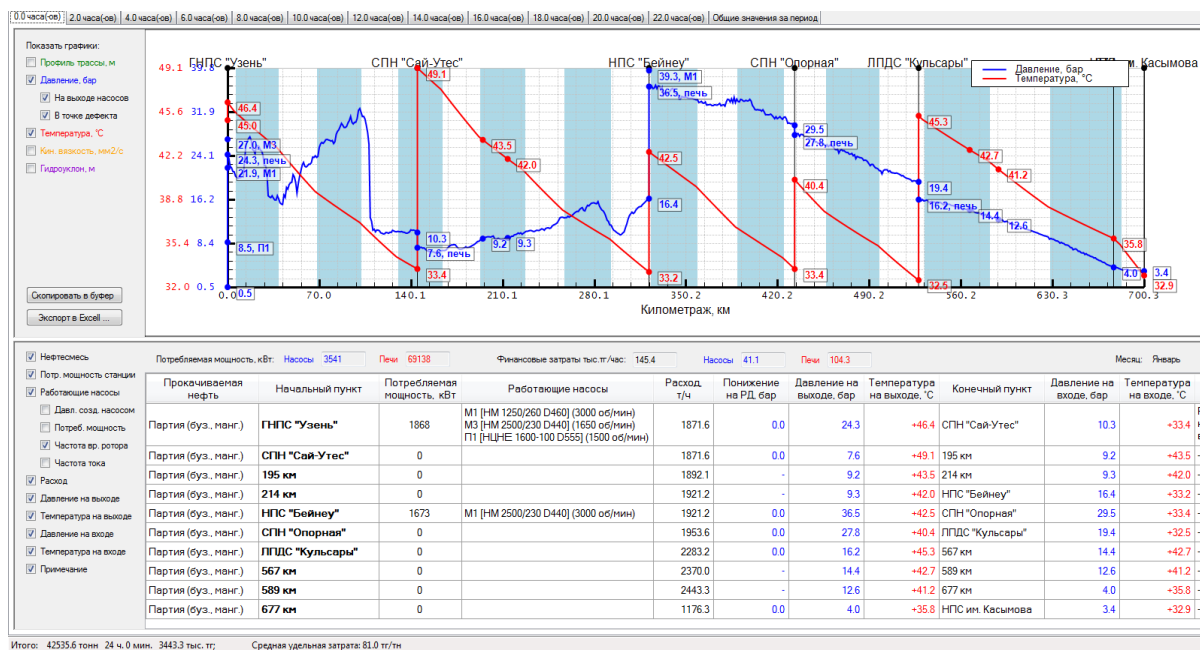 0.0 часа(-ов) 2.0 часа(-ов) 4.0 часа(-ов) 6.0 часа(-ов) 8.0 часа(-ов) 10.0 часа(-ов) 12.0 часа(-ов) 14.0 часа(-ов) 16.0 часа(-ов) 18.0 часа(-ов) 20.0 часа(-ов) 22.0 часа(-ов) Общие значения за период
Показать графики:
Профиль трассы, м
Давление, бар
На выходе насосов
В точке дефекта
Температура, °C
Кин. вязкость, мм2/с
Гидроуклон, м
Скопировать в буфер
Экспорт в Excell ...
ГНПС "Узень" СПН "Сай-Утес" НПС "Бейнеу" СПН "Опорная" ЛПДС "Кульсары" им. Касымова
Давление, бар
Температура, °C
49.1 39.8
45.6 31.9
42.2 24.1
38.8 16.2
35.4 8.4
32.0 0.5
46.4
45.0
27.0, М3
24.3, печь
21.9, М1
8.5, П1
0.5
49.1
10.3
7.6, печь
33.4
43.5
42.0
9.2
9.3
39.3, М1
36.5, печь
42.5
16.4
33.2
29.5
27.8, печь
40.4
33.4
45.3
19.4
16.2, печь
32.5
42.7
41.2
14.4
12.6
35.8
4.0
3.4
32.9
0.0 70.0 140.1 210.1 280.1 350.2 420.2 490.2 560.2 630.3 700.3
Километраж, км
Нефтесмесь
Потр. мощность станции
Работающие насосы
Давл. созд. насосом
Потреб. мощность
Частота вр. ротора
Частота тока
Расход
Давление на выходе
Температура на выходе
Давление на входе
Температура на входе
Примечание
Потребляемая мощность, кВт: Насосы 3541 Печи 69138 Финансовые затраты тыс.тг/час: 145.4 Насосы 41.1 Печи 104.3 Месяц: Январь
Прокачиваемая нефть Начальный пункт Потребляемая мощность, кВт Работающие насосы Расход, т/ч Понижение на РД, бар Давление на выходе, бар Температура на выходе, °C Конечный пункт Давление на входе, бар Температура на входе, °C
Партия (буз., манг.) ГНПС "Узень" 1868 М1 [НМ 1250/260 D460] (3000 об/мин)
М3 [НМ 2500/230 D440] (1650 об/мин)
П1 [НЦНЕ 1600-100 D555] (1500 об/мин) 1871.6 0.0 24.3 +46.4 СПН "Сай-Утес" 10.3 +33.4
Партия (буз., манг.) СПН "Сай-Утес" 0 1871.6 0.0 7.6 +49.1 195 км 9.2 +43.5 -
Партия (буз., манг.) 195 км 0 1892.1 - 9.2 +43.5 214 км 9.3 +42.0 -
Партия (буз., манг.) 214 км 0 1921.2 - 9.3 +42.0 НПС "Бейнеу" 16.4 +33.2 -
Партия (буз., манг.) НПС "Бейнеу" 1673 М1 [НМ 2500/230 D440] (3000 об/мин) 1921.2 0.0 36.5 +42.5 СПН "Опорная" 29.5 +33.4 -
Партия (буз., манг.) СПН "Опорная" 0 1953.6 0.0 27.8 +40.4 ЛПДС "Кульсары" 19.4 +32.5 -
Партия (буз., манг.) ЛПДС "Кульсары" 0 2283.2 0.0 16.2 +45.3 567 км 14.4 +42.7 -
Партия (буз., манг.) 567 км 0 2370.0 - 14.4 +42.7 589 км 12.6 +41.2 -
Партия (буз., манг.) 589 км 0 2443.3 - 12.6 +41.2 677 км 4.0 +35.8 -
Партия (буз., манг.) 677 км 0 1176.3 0.0 4.0 +35.8 НПС им. Касымова 3.4 +32.9 -
Итого: 42535.6 тонн 24 ч. 0 мин. 3443.3 тыс. тг; Средняя удельная затрата: 81.0 тг/тн